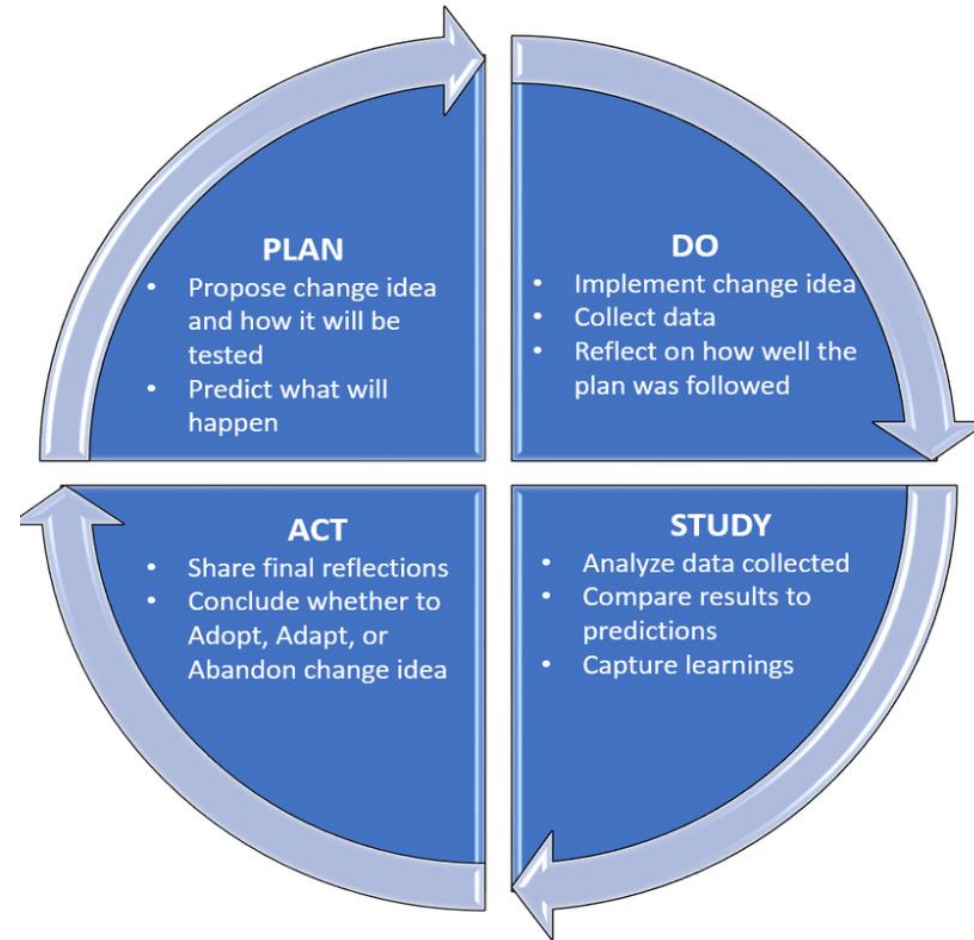 PLAN
• Propose change idea
and how it will be
tested
• Predict what will
happen
DO
• Implement change idea
• Collect data
• Reflect on how well the
plan was followed
STUDY
• Analyze data collected
• Compare results to
predictions
• Capture learnings
ACT
• Share final reflections
• Conclude whether to
Adopt, Adapt, or
Abandon change idea